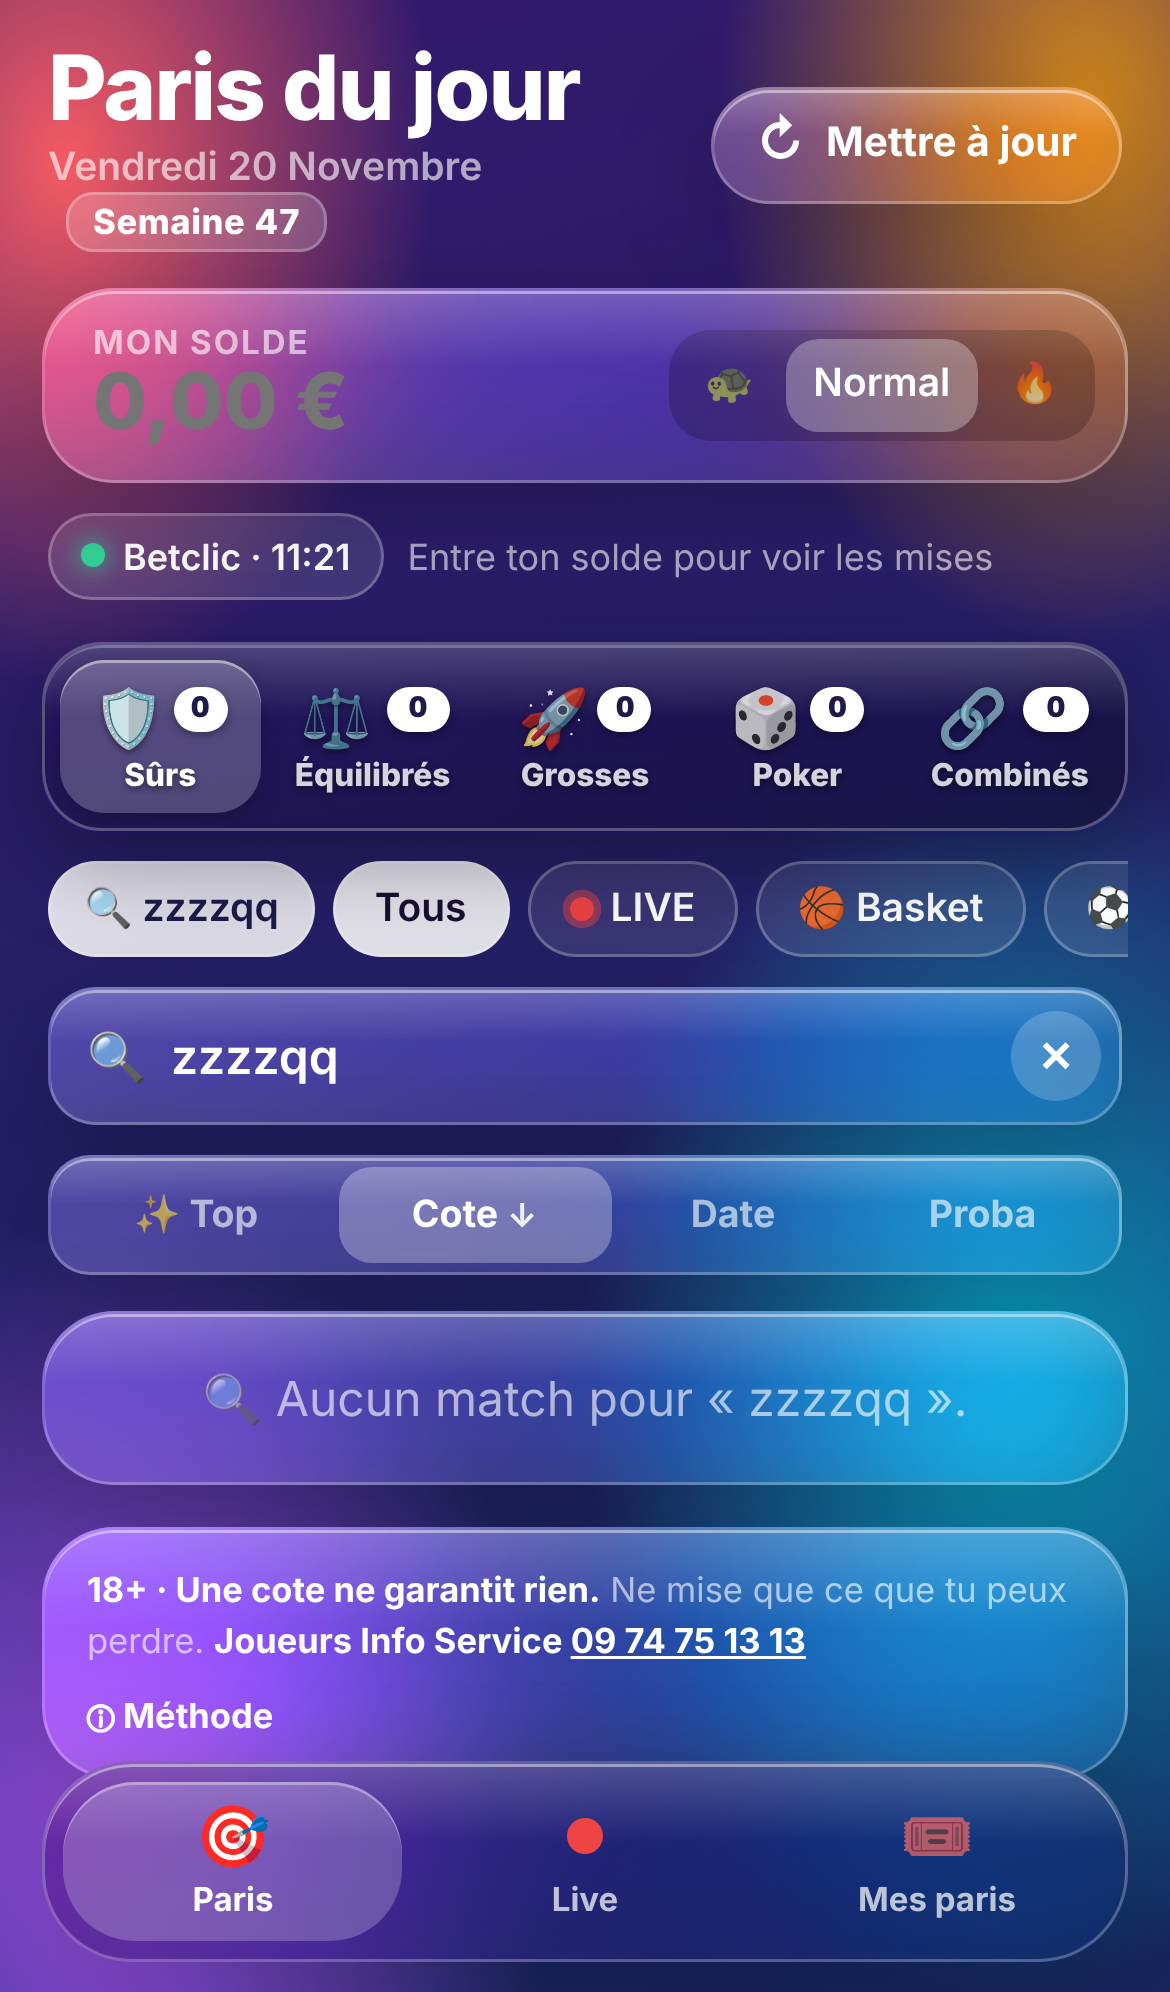 Paris du jour
Vendredi 20 Novembre
Semaine 47
Mettre à jour
MON SOLDE
0,00 €
Normal
Betclic · 11:21
Entre ton solde pour voir les mises
0
0
0
0
0
Sûrs
Équilibrés
Grosses
Poker
Combinés
zzzzqq
Tous
LIVE
Basket
zzzzqq
Top
Cote ↓
Date
Proba
Aucun match pour « zzzzqq ».
18+ · Une cote ne garantit rien. Ne mise que ce que tu peux
perdre. Joueurs Info Service 09 74 75 13 13
Méthode
Paris
Live
Mes paris